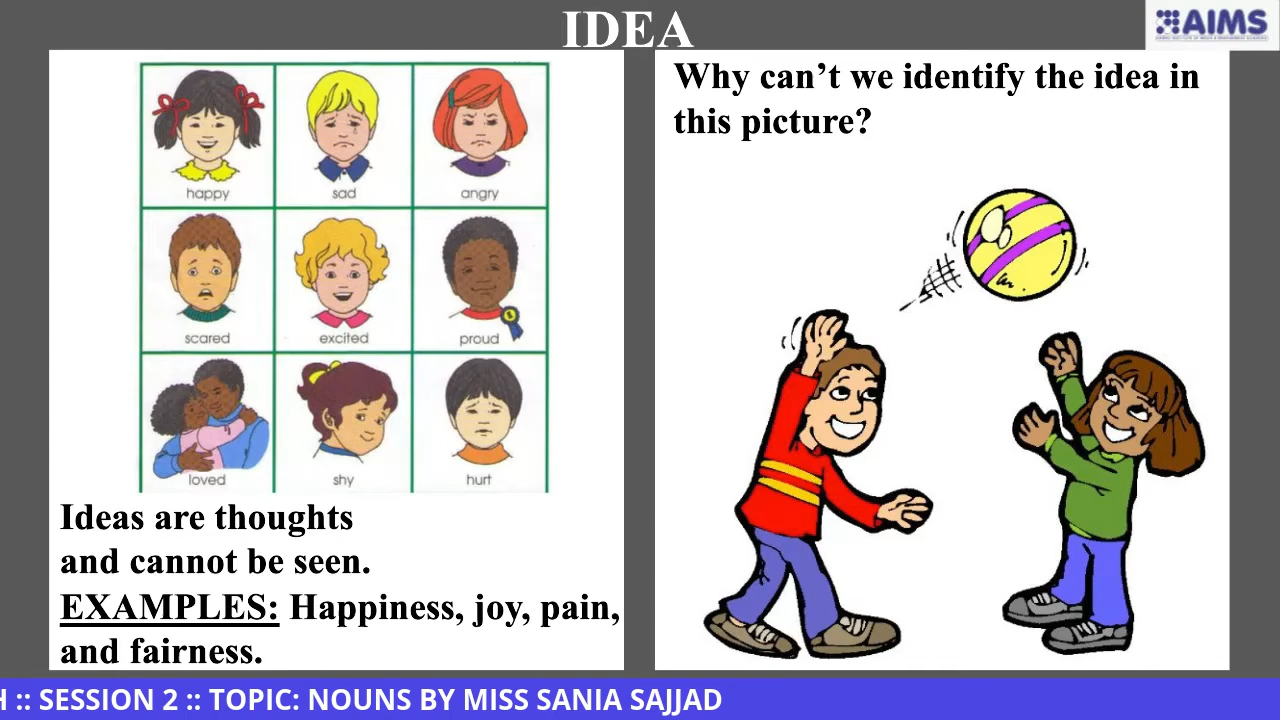 IDEA
AIMS
happy
sad
angry
scared
excited
proud
loved
shy
hurt
Ideas are thoughts
and cannot be seen.
EXAMPLES: Happiness, joy, pain,
and fairness.
Why can’t we identify the idea in
this picture?
H :: SESSION 2 :: TOPIC: NOUNS BY MISS SANIA SAJJAD